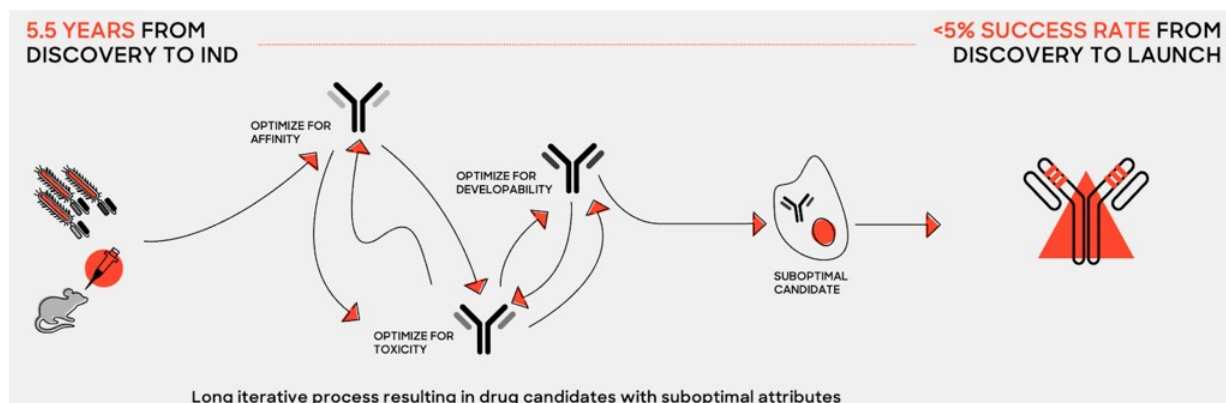 5.5 YEARS FROM
DISCOVERY TO IND
<5% SUCCESS RATE FROM
DISCOVERY TO LAUNCH
OPTIMIZE FOR
AFFINITY
OPTIMIZE FOR
DEVELOPABILITY
OPTIMIZE FOR
TOXICITY
SUBOPTIMAL
CANDIDATE
Long iterative process resulting in drug candidates with suboptimal attributes